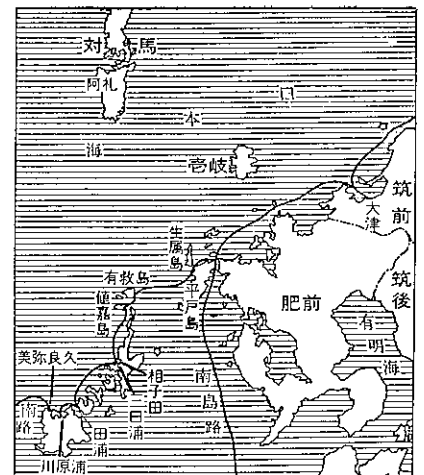 対馬
阿礼
日本海
壱岐
筑前
大津
筑後
生属島
有救島
平戸島
値嘉島
肥前
有明海
美弥良久
相子田
南島路
南路
田浦
川原浦